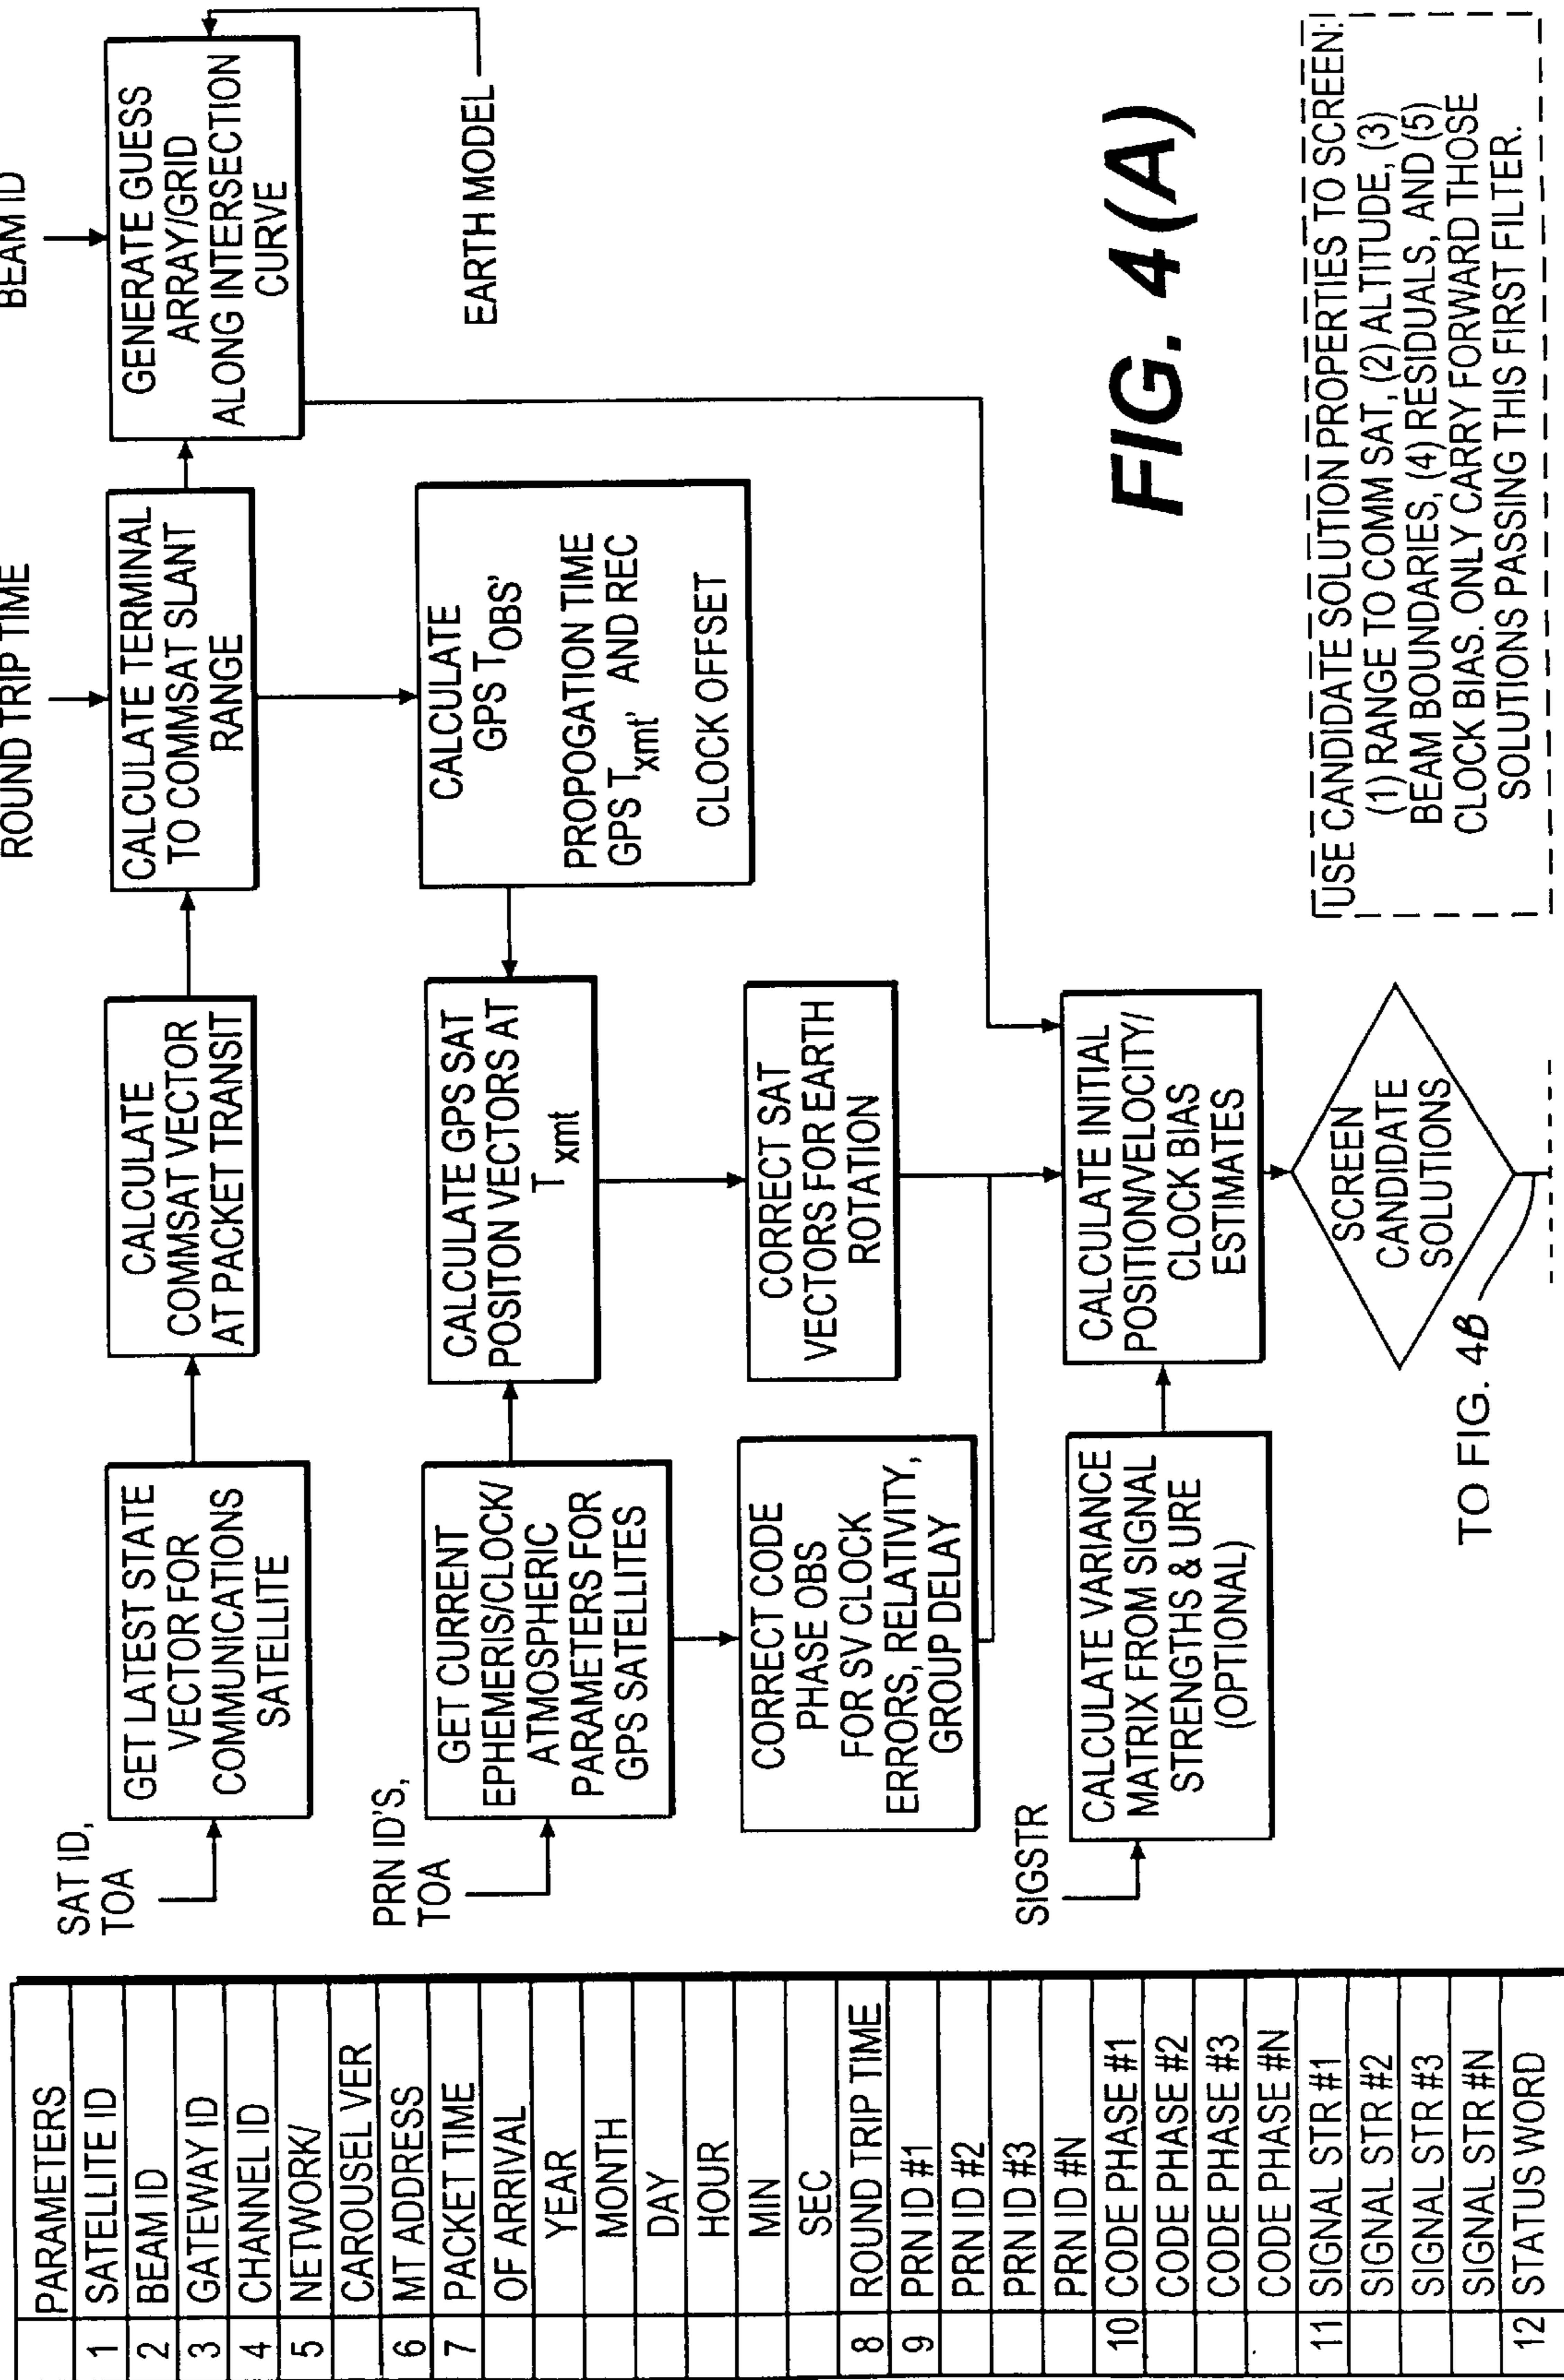 PARAMETERS
1 SATELLITE ID
2 BEAM ID
3 GATEWAY ID
4 CHANNEL ID
5 NETWORK/
CAROUSEL VER
6 MT ADDRESS
7 PACKET TIME
OF ARRIVAL
YEAR
MONTH
DAY
HOUR
MIN
SEC
8 ROUND TRIP TIME
9 PRN ID #1
PRN ID #2
PRN ID #3
PRN ID #N
10 CODE PHASE #1
CODE PHASE #2
CODE PHASE #3
CODE PHASE #N
11 SIGNAL STR #1
SIGNAL STR #2
SIGNAL STR #3
SIGNAL STR #N
12 STATUS WORD
SAT ID,
TOA
GET LATEST STATE
VECTOR FOR
COMMUNICATIONS
SATELLITE
CALCULATE
COMMSAT VECTOR
AT PACKET TRANSIT
ROUND TRIP TIME
CALCULATE TERMINAL
TO COMMSAT SLANT
RANGE
BEAM ID
GENERATE GUESS
ARRAY/GRID
ALONG INTERSECTION
CURVE
EARTH MODEL
PRN ID'S,
TOA
GET CURRENT
EPHEMERIS/CLOCK/
ATMOSPHERIC
PARAMETERS FOR
GPS SATELLITES
CALCULATE GPS SAT
POSITON VECTORS AT
T xmt
CALCULATE
GPS TOBS'
PROPOGATION TIME
GPS Txmt' AND REC
CLOCK OFFSET
CORRECT CODE
PHASE OBS
FOR SV CLOCK
ERRORS, RELATIVITY,
GROUP DELAY
CORRECT SAT
VECTORS FOR EARTH
ROTATION
SIGSTR
CALCULATE VARIANCE
MATRIX FROM SIGNAL
STRENGTHS & URE
(OPTIONAL)
CALCULATE INITIAL
POSITION/VELOCITY/
CLOCK BIAS
ESTIMATES
SCREEN
CANDIDATE
SOLUTIONS
TO FIG. 4B
FIG. 4(A)
USE CANDIDATE SOLUTION PROPERTIES TO SCREEN:
(1) RANGE TO COMM SAT, (2) ALTITUDE, (3)
BEAM BOUNDARIES, (4) RESIDUALS, AND (5)
CLOCK BIAS. ONLY CARRY FORWARD THOSE
SOLUTIONS PASSING THIS FIRST FILTER.